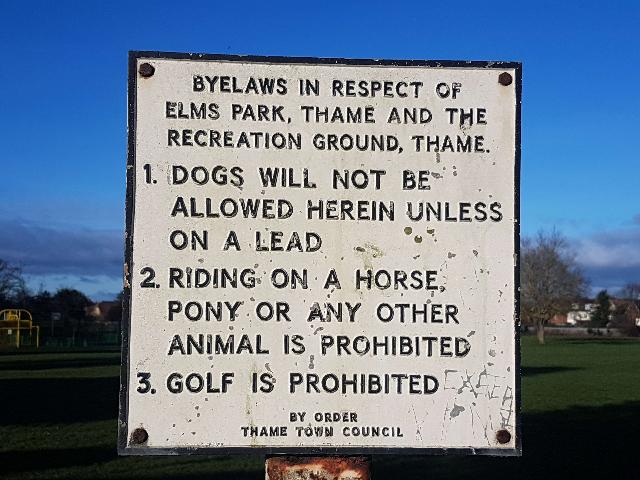 BYELAWS IN RESPECT OF
ELMS PARK, THAME AND THE
RECREATION GROUND, THAME.
1. DOGS WILL NOT BE
ALLOWED HEREIN UNLESS
ON A LEAD
2. RIDING ON A HORSE,
PONY OR ANY OTHER
ANIMAL IS PROHIBITED
3. GOLF IS PROHIBITED
BY ORDER
THAME TOWN COUNCIL